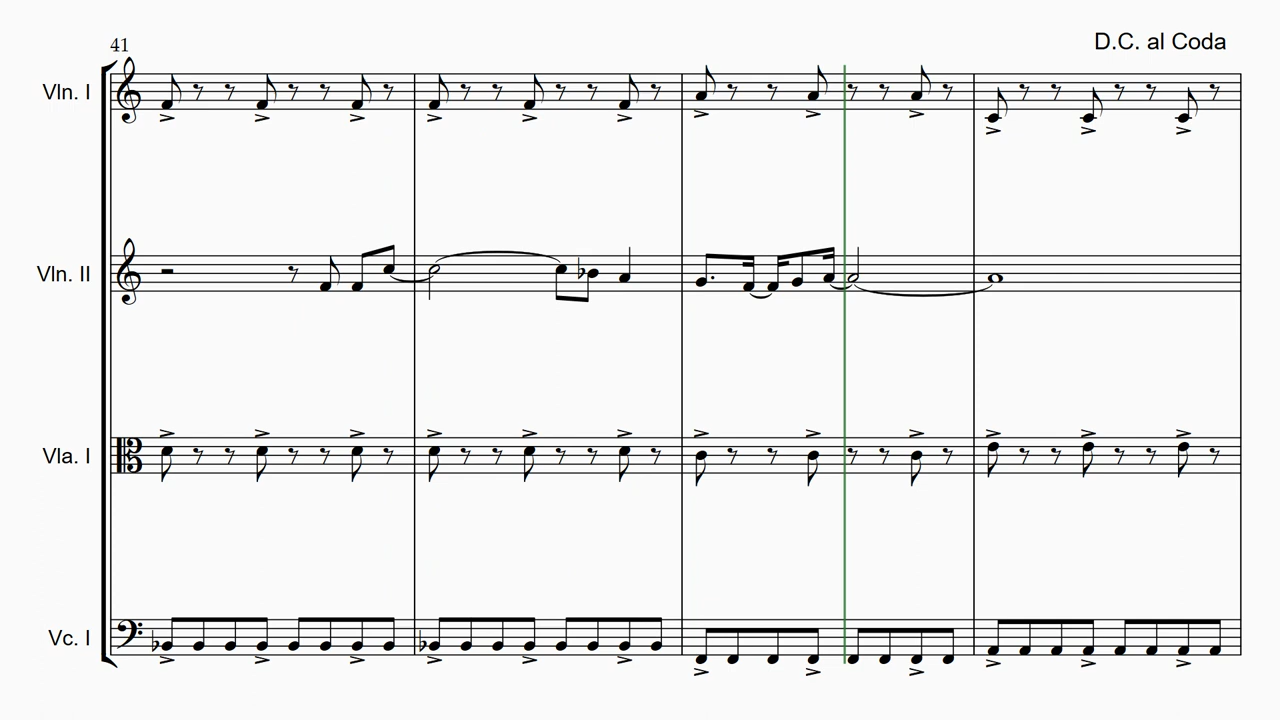 41
D.C. al Coda
Vln. I
Vln. II
Vla. I
Vc. I